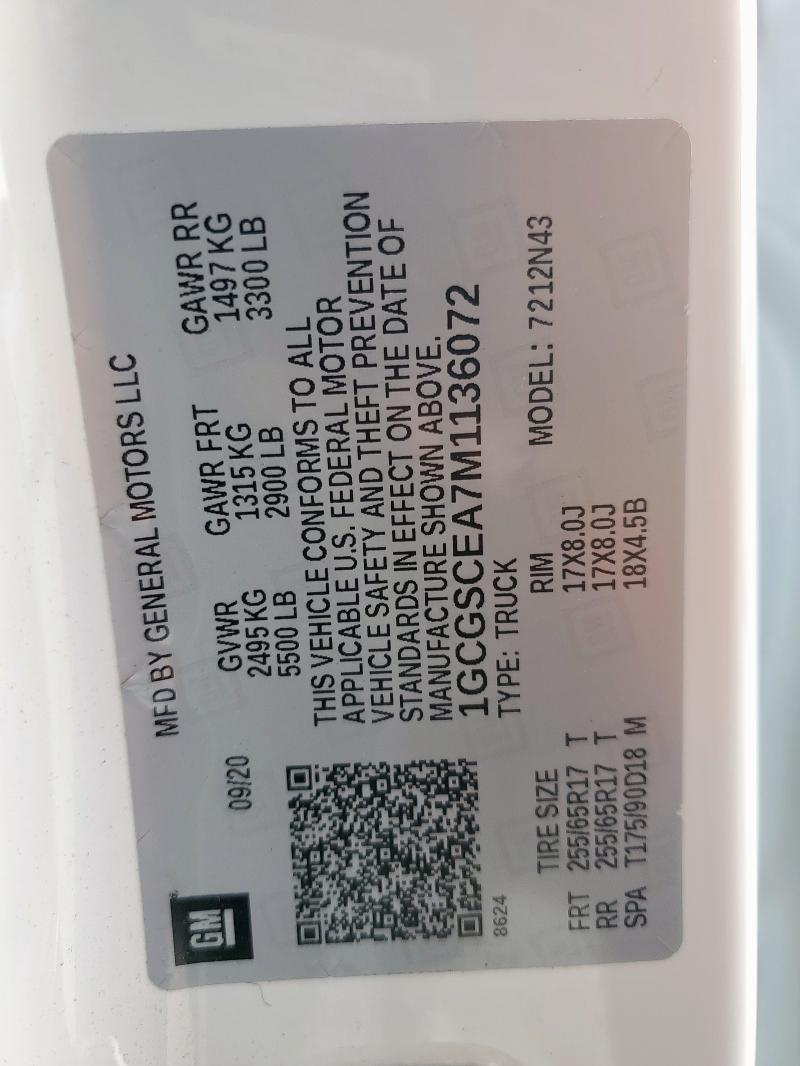 GM
MFD BY GENERAL MOTORS LLC
09/20
GVWR GAWR FRT GAWR RR
2495 KG 1315 KG 1497 KG
5500 LB 2900 LB 3300 LB
THIS VEHICLE CONFORMS TO ALL
APPLICABLE U.S. FEDERAL MOTOR
VEHICLE SAFETY AND THEFT PREVENTION
STANDARDS IN EFFECT ON THE DATE OF
MANUFACTURE SHOWN ABOVE.
1GCGSCEA7M1136072
8624
TYPE: TRUCK
TIRE SIZE RIM MODEL: 7212N43
FRT 255/65R17 T 17X8.0J
RR 255/65R17 T 17X8.0J
SPA T175/90D18 M 18X4.5B